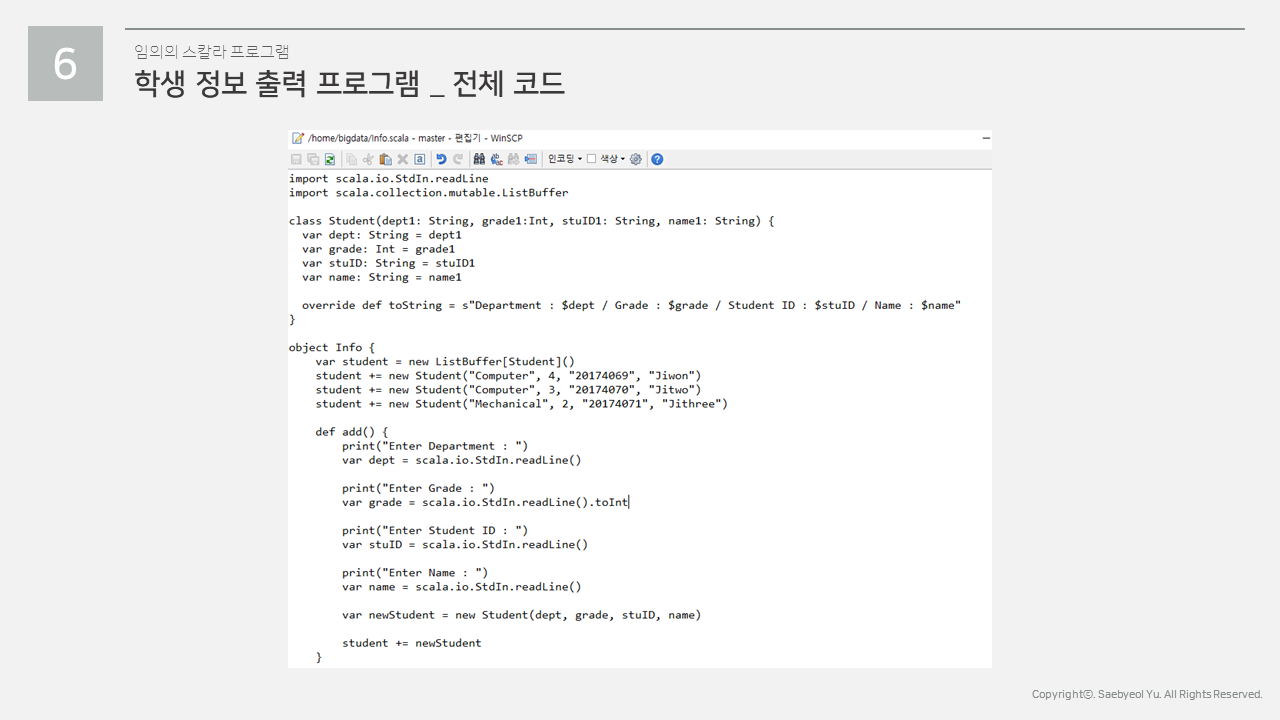 6
임의의 스칼라 프로그램
학생 정보 출력 프로그램 _ 전체 코드
/home/bigdata/Info.scala - master - 편집기 - WinSCP
인코딩 색상
import scala.io.StdIn.readLine
import scala.collection.mutable.ListBuffer
class Student(dept1: String, grade1:Int, stuID1: String, name1: String) {
  var dept: String = dept1
  var grade: Int = grade1
  var stuID: String = stuID1
  var name: String = name1
  override def toString = s"Department : $dept / Grade : $grade / Student ID : $stuID / Name : $name"
}
object Info {
    var student = new ListBuffer[Student]()
    student += new Student("Computer", 4, "20174069", "Jiwon")
    student += new Student("Computer", 3, "20174070", "Jitwo")
    student += new Student("Mechanical", 2, "20174071", "Jithree")
    def add() {
        print("Enter Department : ")
        var dept = scala.io.StdIn.readLine()
        print("Enter Grade : ")
        var grade = scala.io.StdIn.readLine().toInt
        print("Enter Student ID : ")
        var stuID = scala.io.StdIn.readLine()
        print("Enter Name : ")
        var name = scala.io.StdIn.readLine()
        var newStudent = new Student(dept, grade, stuID, name)
        student += newStudent
    }
Copyrightⓒ. Saebyeol Yu. All Rights Reserved.